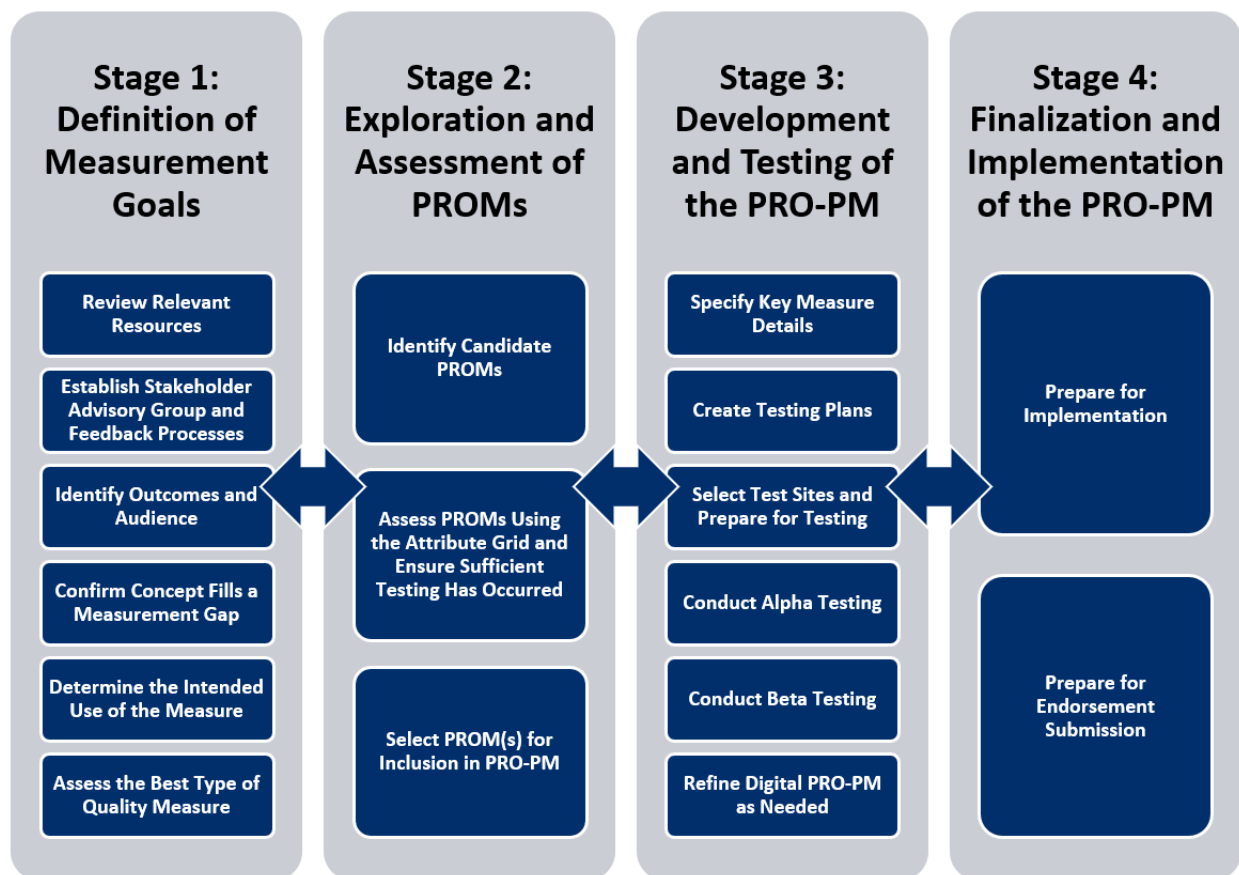 Stage 1:
Definition of
Measurement
Goals
Review Relevant
Resources
Establish Stakeholder
Advisory Group and
Feedback Processes
Identify Outcomes and
Audience
Confirm Concept Fills a
Measurement Gap
Determine the Intended
Use of the Measure
Assess the Best Type of
Quality Measure
Stage 2:
Exploration and
Assessment of
PROMs
Identify Candidate
PROMs
Assess PROMs Using
the Attribute Grid and
Ensure Sufficient
Testing Has Occurred
Select PROM(s) for
Inclusion in PRO-PM
Stage 3:
Development
and Testing of
the PRO-PM
Specify Key Measure
Details
Create Testing Plans
Select Test Sites and
Prepare for Testing
Conduct Alpha Testing
Conduct Beta Testing
Refine Digital PRO-PM
as Needed
Stage 4:
Finalization and
Implementation
of the PRO-PM
Prepare for
Implementation
Prepare for
Endorsement
Submission